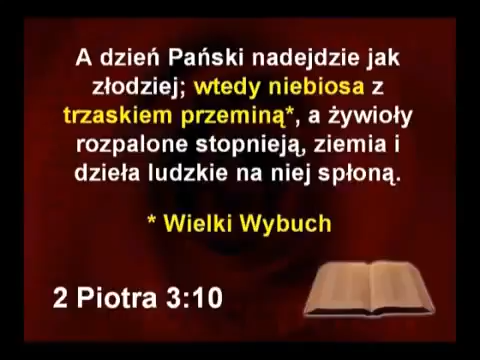 A dzień Pański nadejdzie jak
złodziej; wtedy niebiosa z
trzaskiem przeminą*, a żywioły
rozpalone stopnieją, ziemia i
dzieła ludzkie na niej spłoną.
* Wielki Wybuch
2 Piotra 3:10